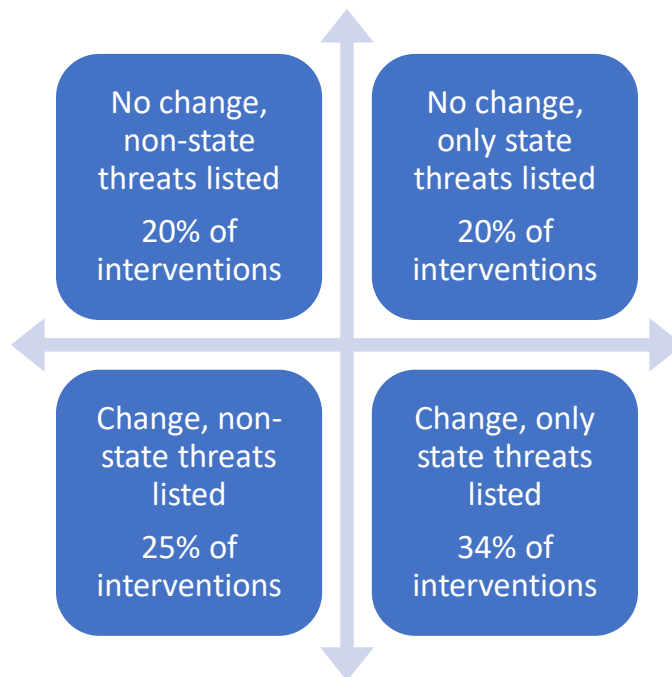 No change,
non-state
threats listed
20% of
interventions
No change,
only state
threats listed
20% of
interventions
Change, non-
state threats
listed
25% of
interventions
Change, only
state threats
listed
34% of
interventions